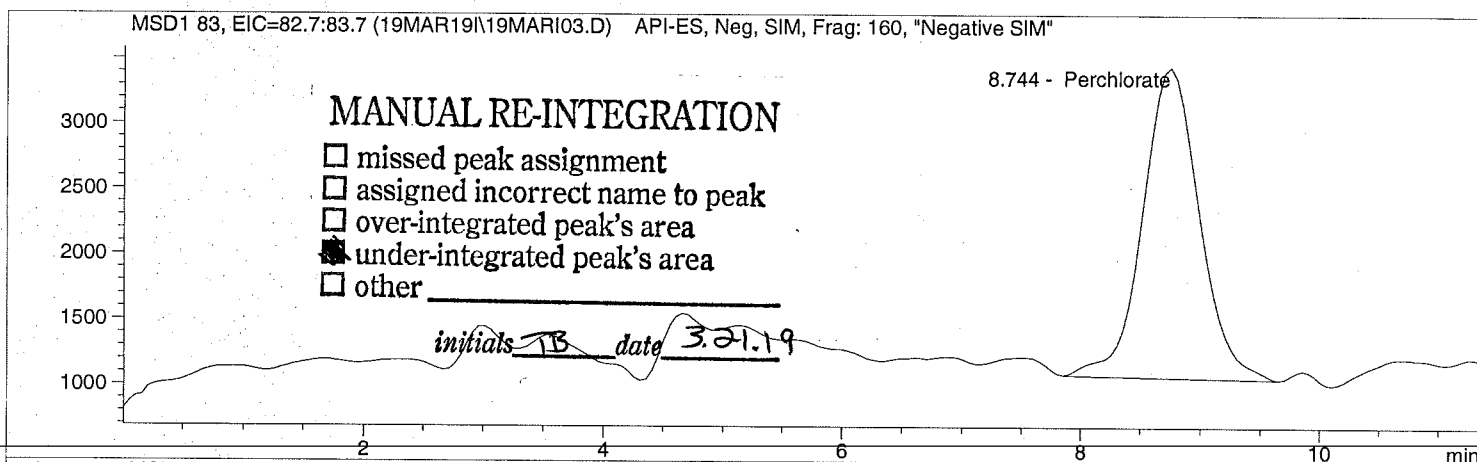 MSD1 83, EIC=82.7:83.7 (19MAR19I\19MARI03.D) API-ES, Neg, SIM, Frag: 160, "Negative SIM"
8.744 - Perchlorate
MANUAL RE-INTEGRATION
missed peak assignment
assigned incorrect name to peak
over-integrated peak's area
under-integrated peak's area
other
initials TB date 3.21.19
3000
2500
2000
1500
1000
2 4 6 8 10 min